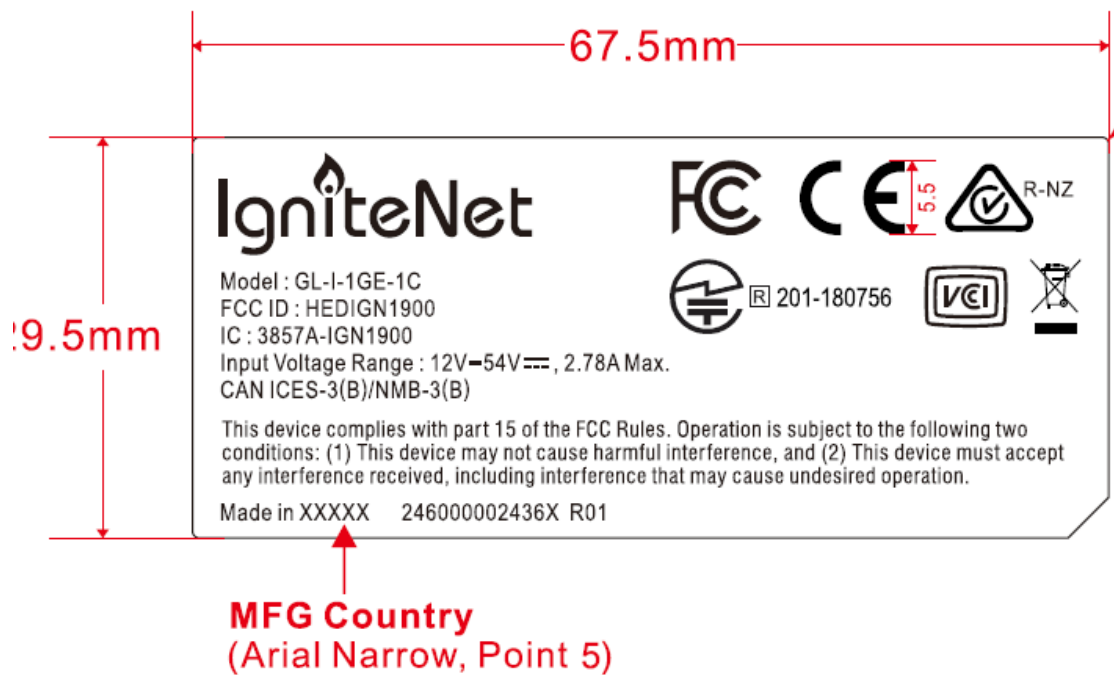 67.5mm
IgniteNet
FC CE 5.5 R-NZ
Model : GL-I-1GE-1C
R 201-180756 VCI
FCC ID : HEDIGN1900
IC : 3857A-IGN1900
9.5mm
Input Voltage Range : 12V–54V⎓, 2.78A Max.
CAN ICES-3(B)/NMB-3(B)
This device complies with part 15 of the FCC Rules. Operation is subject to the following two
conditions: (1) This device may not cause harmful interference, and (2) This device must accept
any interference received, including interference that may cause undesired operation.
Made in XXXXX 246000002436X R01
MFG Country
(Arial Narrow, Point 5)